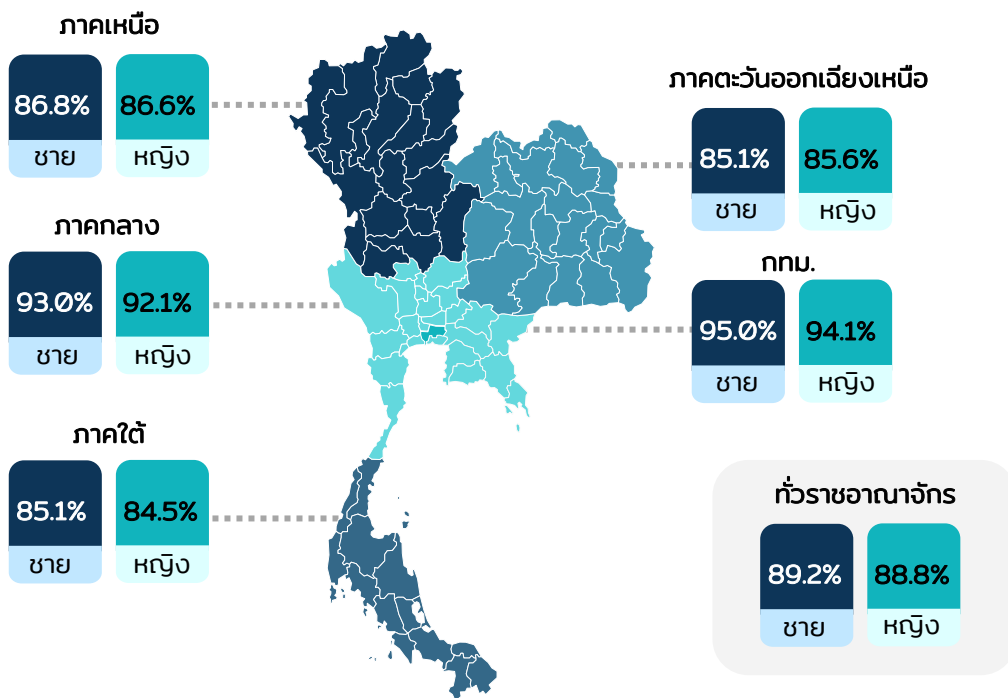 ภาคเหนือ
86.8% 86.6%
ชาย หญิง
ภาคตะวันออกเฉียงเหนือ
85.1% 85.6%
ชาย หญิง
ภาคกลาง
93.0% 92.1%
ชาย หญิง
กทม.
95.0% 94.1%
ชาย หญิง
ภาคใต้
85.1% 84.5%
ชาย หญิง
ทั่วราชอาณาจักร
89.2% 88.8%
ชาย หญิง